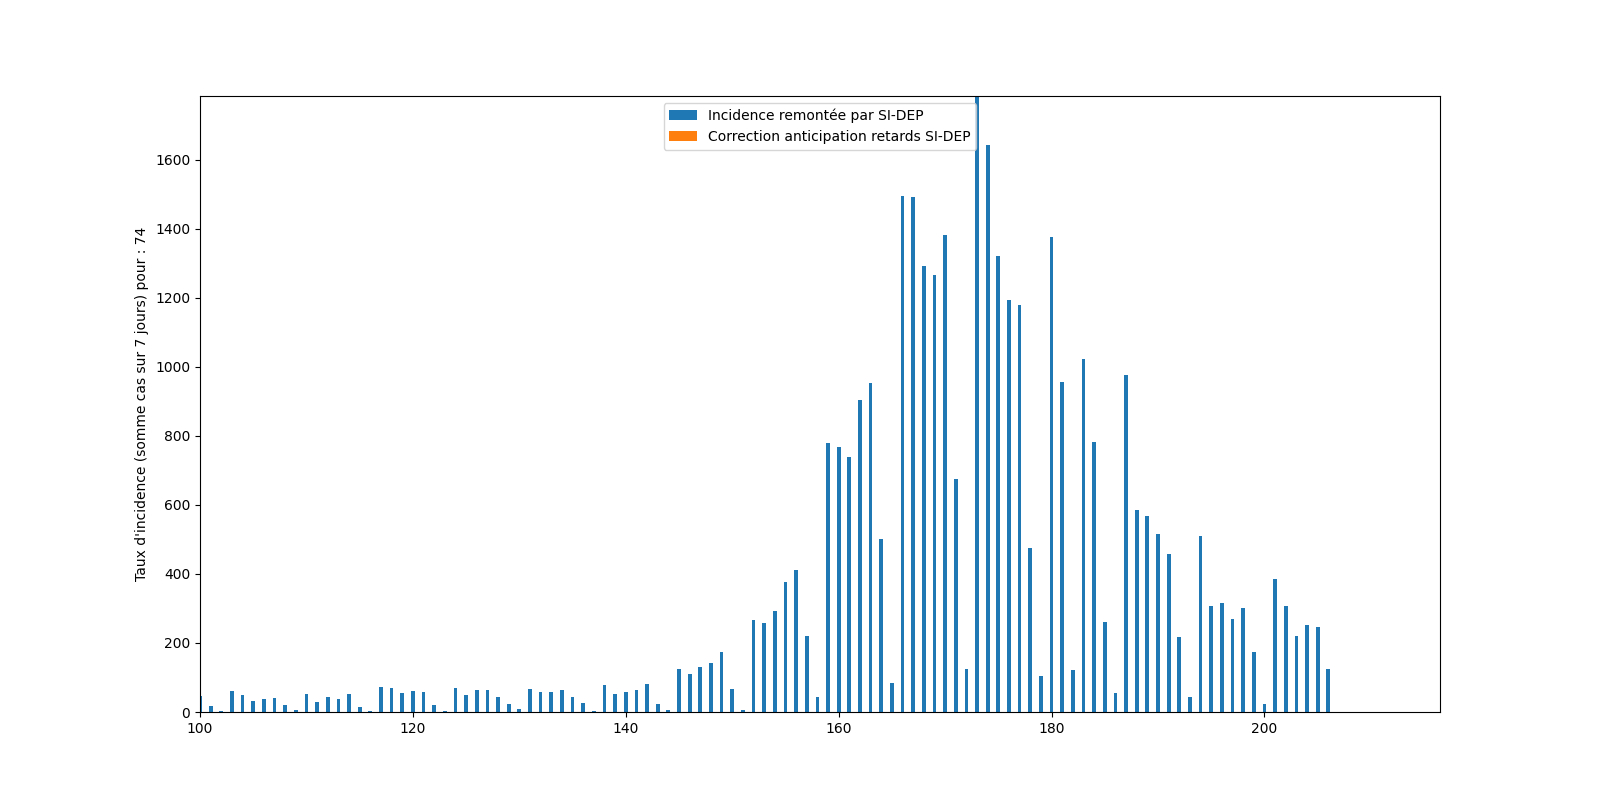 Incidence remontée par SI-DEP
Correction anticipation retards SI-DEP
Taux d'incidence (somme cas sur 7 jours) pour : 74
1600
1400
1200
1000
800
600
400
200
0
100 120 140 160 180 200